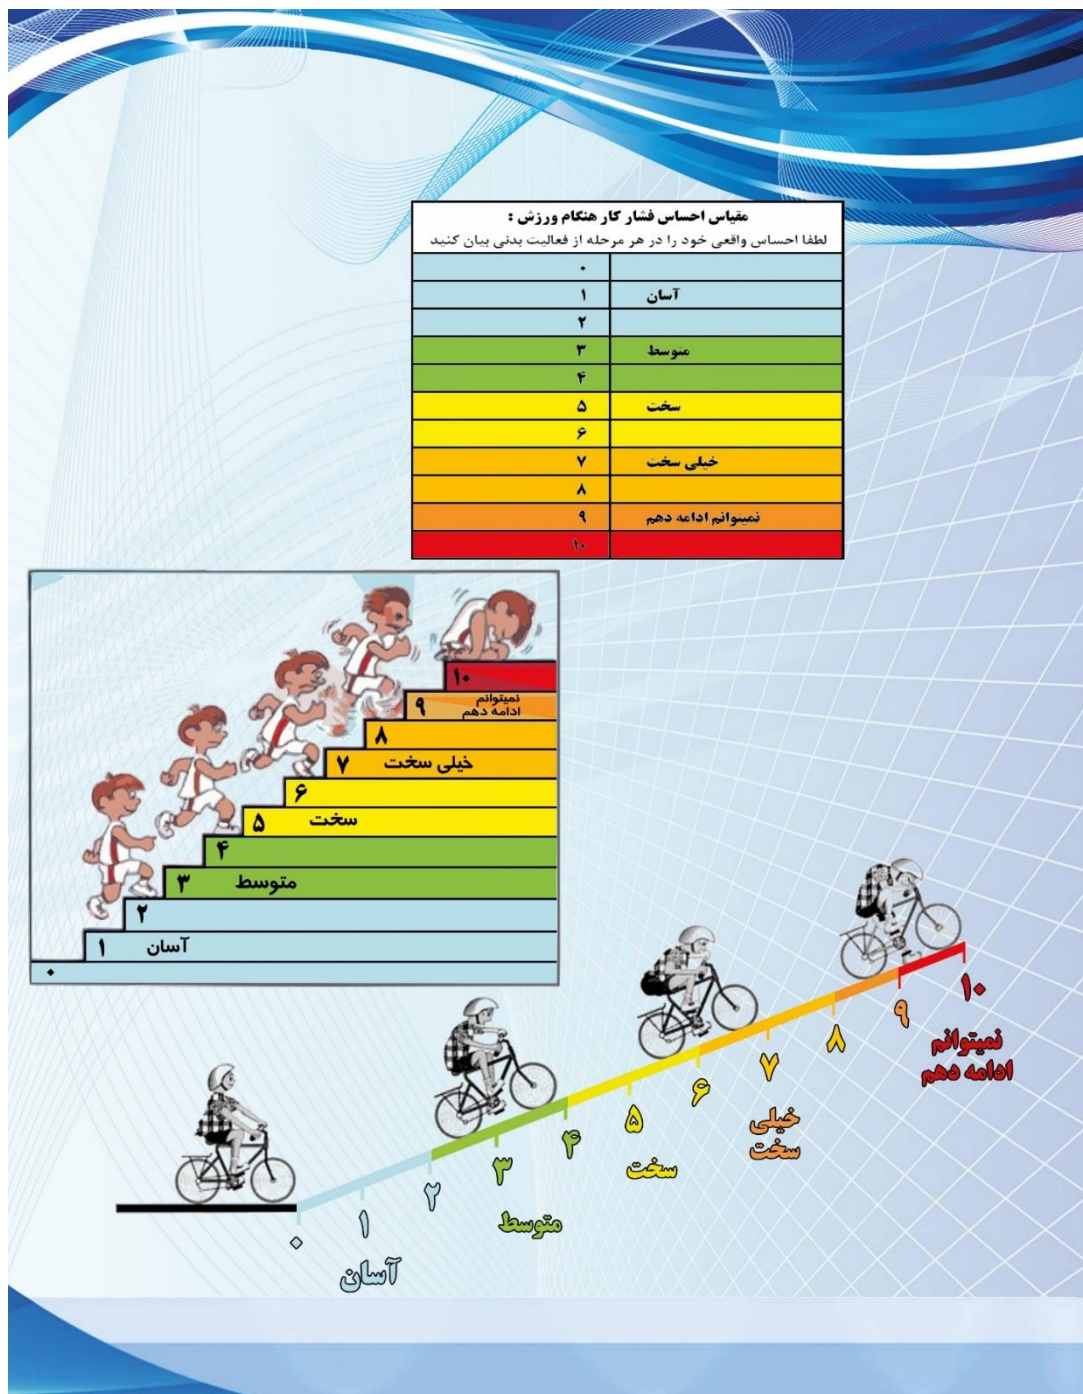 مقیاس احساس فشار کار هنگام ورزش :
لطفا احساس واقعی خود را در هر مرحله از فعالیت بدنی بیان کنید
۰
۱ آسان
۲
۳ متوسط
۴
۵ سخت
۶
۷ خیلی سخت
۸
۹ نمیتوانم ادامه دهم
۱۰
۱۰
۹ نمیتوانم
ادامه دهم
۸
۷ خیلی سخت
۶
۵ سخت
۴
۳ متوسط
۲
۱ آسان
۰
۰
۱
آسان
۲
۳
متوسط
۴
۵
سخت
۶
۷
خیلی
سخت
۸
۹
۱۰
نمیتوانم
ادامه دهم